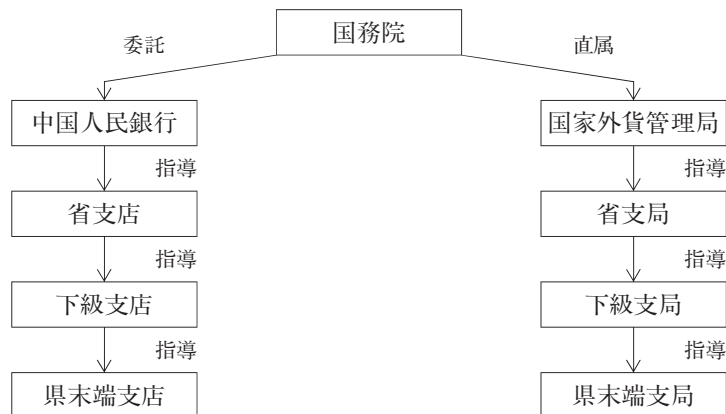 国務院
委託
直属
中国人民銀行
国家外貨管理局
指導
指導
省支店
省支局
指導
指導
下級支店
下級支局
指導
指導
県末端支店
県末端支局